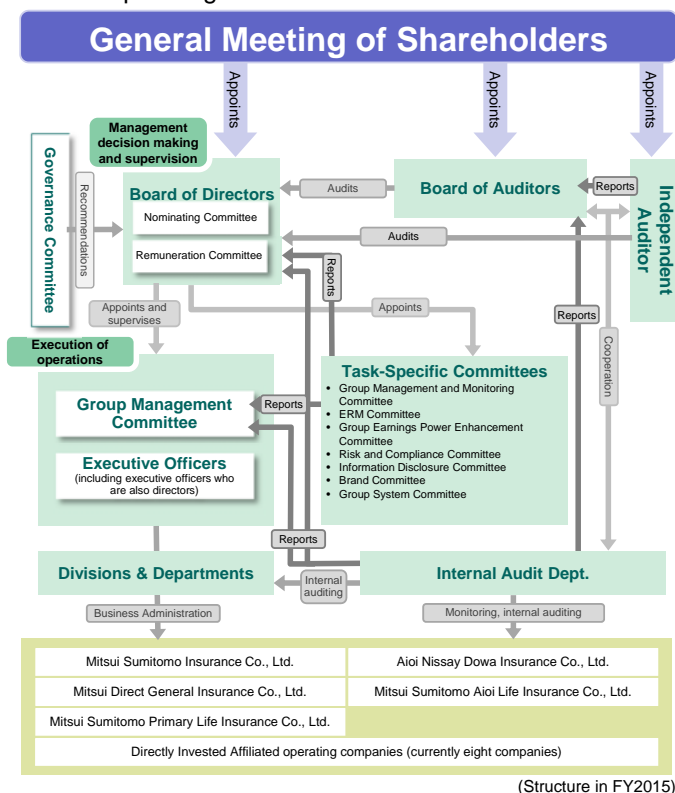 General Meeting of Shareholders
Appoints
Appoints
Appoints
Management
decision making
and supervision
Governance Committee
Recommendations
Board of Directors
Nominating Committee
Remuneration Committee
Audits
Board of Auditors
Reports
Independent
Auditor
Audits
Reports
Reports
Cooperation
Appoints and
supervises
Appoints
Execution of
operations
Group Management
Committee
Reports
Executive Officers
(including executive officers who
are also directors)
Task-Specific Committees
• Group Management and Monitoring
Committee
• ERM Committee
• Group Earnings Power Enhancement
Committee
• Risk and Compliance Committee
• Information Disclosure Committee
• Brand Committee
• Group System Committee
Reports
Divisions & Departments
Internal
auditing
Internal Audit Dept.
Business Administration
Monitoring, internal auditing
Mitsui Sumitomo Insurance Co., Ltd.
Aioi Nissay Dowa Insurance Co., Ltd.
Mitsui Direct General Insurance Co., Ltd.
Mitsui Sumitomo Aioi Life Insurance Co., Ltd.
Mitsui Sumitomo Primary Life Insurance Co., Ltd.
Directly Invested Affiliated operating companies (currently eight companies)
(Structure in FY2015)